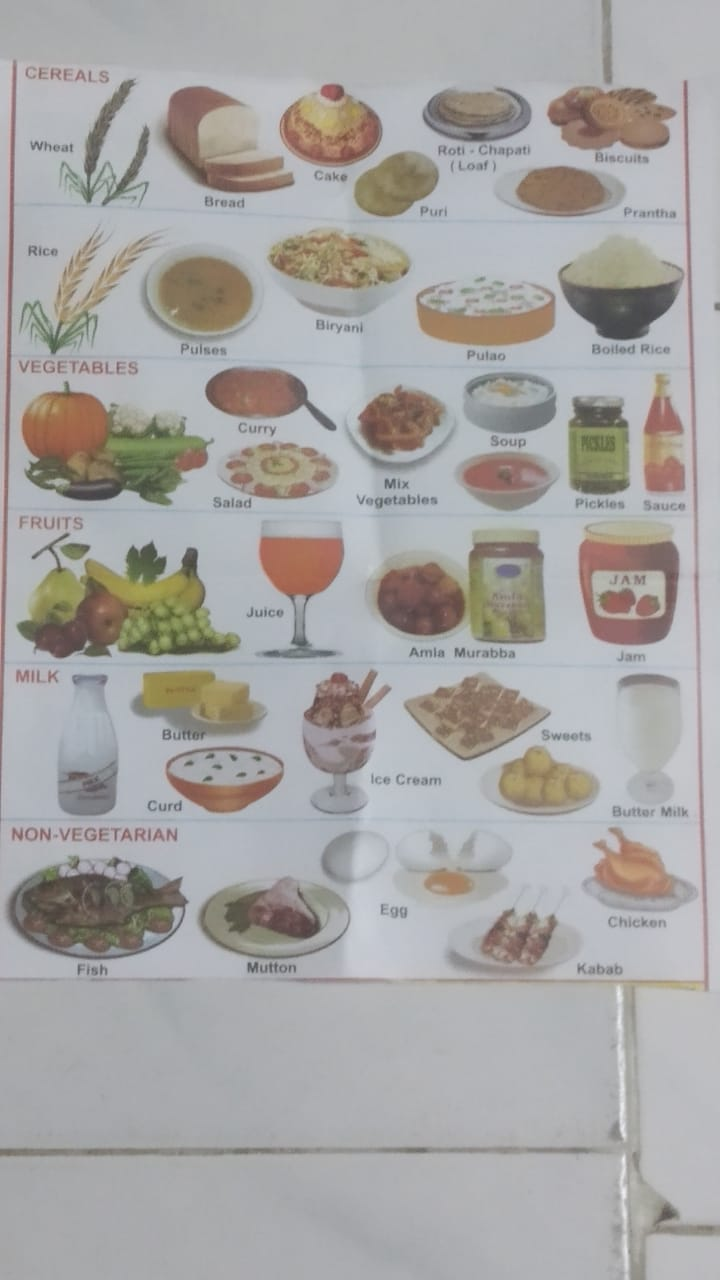 CEREALS
Wheat
Bread
Cake
Puri
Roti - Chapati
( Loaf )
Biscuits
Prantha
Rice
Pulses
Biryani
Pulao
Boiled Rice
VEGETABLES
Curry
Salad
Mix
Vegetables
Soup
PICKLES
Pickles
Sauce
FRUITS
Juice
Amla Murabba
JAM
Jam
MILK
BUTTER
Butter
Curd
Ice Cream
Sweets
Butter Milk
NON-VEGETARIAN
Fish
Mutton
Egg
Kabab
Chicken